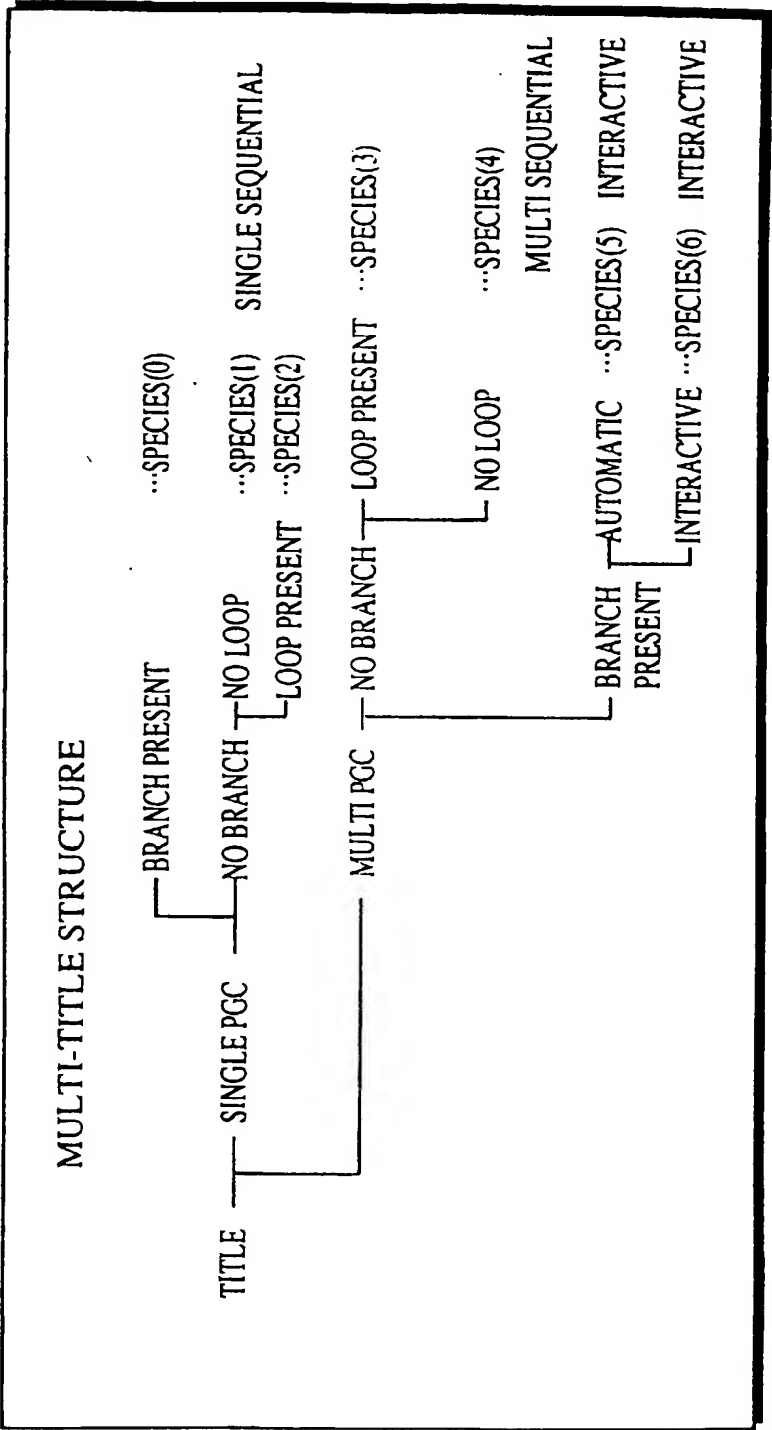 MULTI-TITLE STRUCTURE
BRANCH PRESENT ···SPECIES(0)
TITLE SINGLE PGC NO BRANCH NO LOOP ···SPECIES(1) SINGLE SEQUENTIAL
LOOP PRESENT ···SPECIES(2)
MULTI PGC NO BRANCH LOOP PRESENT ···SPECIES(3)
NO LOOP ···SPECIES(4)
MULTI SEQUENTIAL
BRANCH AUTOMATIC ···SPECIES(5) INTERACTIVE
PRESENT
INTERACTIVE ···SPECIES(6) INTERACTIVE